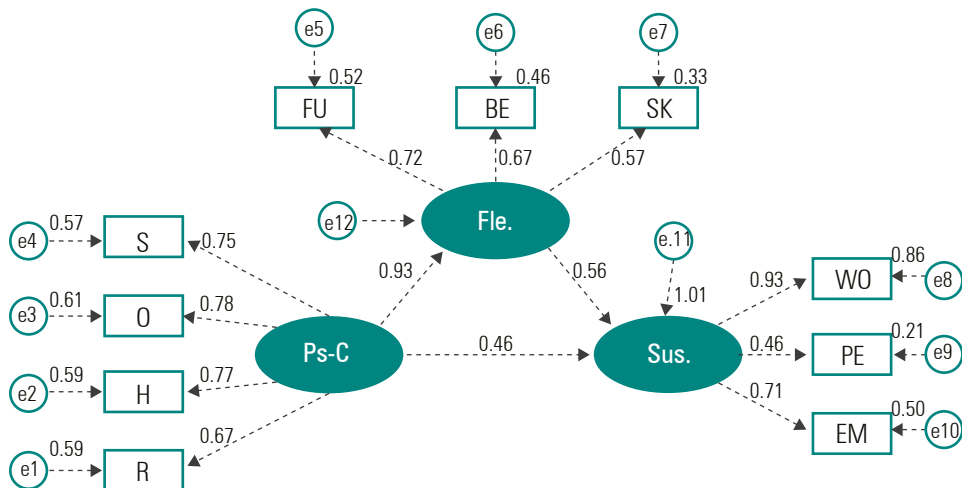 e5
e6
e7
0.52
0.46
0.33
FU
BE
SK
0.72
0.67
0.57
e12
Fle.
0.57
e4
S
0.75
e.11
0.93
0.56
0.86
WO
e8
0.93
1.01
0.61
e3
O
0.78
Ps-C
0.46
Sus.
0.46
0.21
PE
e9
0.59
e2
H
0.77
0.71
0.50
EM
e10
0.67
0.59
e1
R